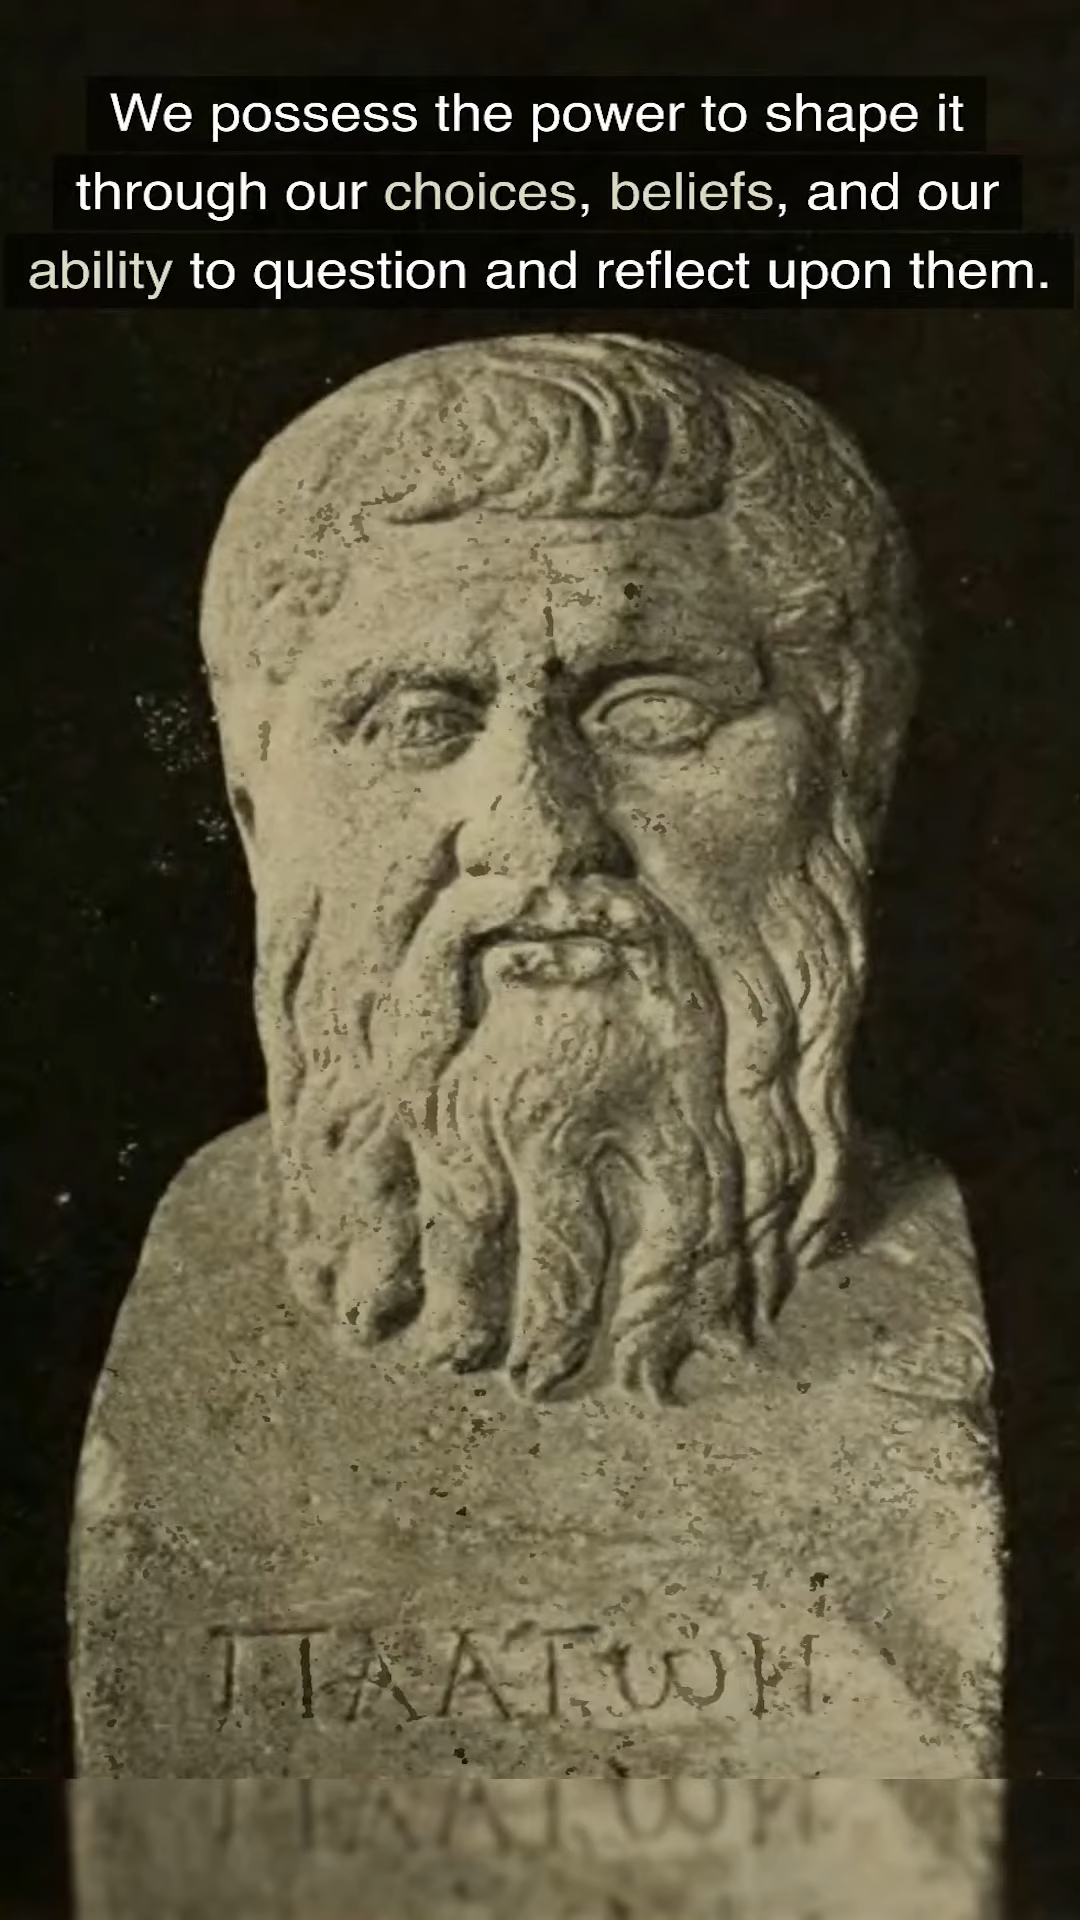 We possess the power to shape it
through our choices, beliefs, and our
ability to question and reflect upon them.
ΠΛΑΤωΝ
ΠΛΑΤωΝ